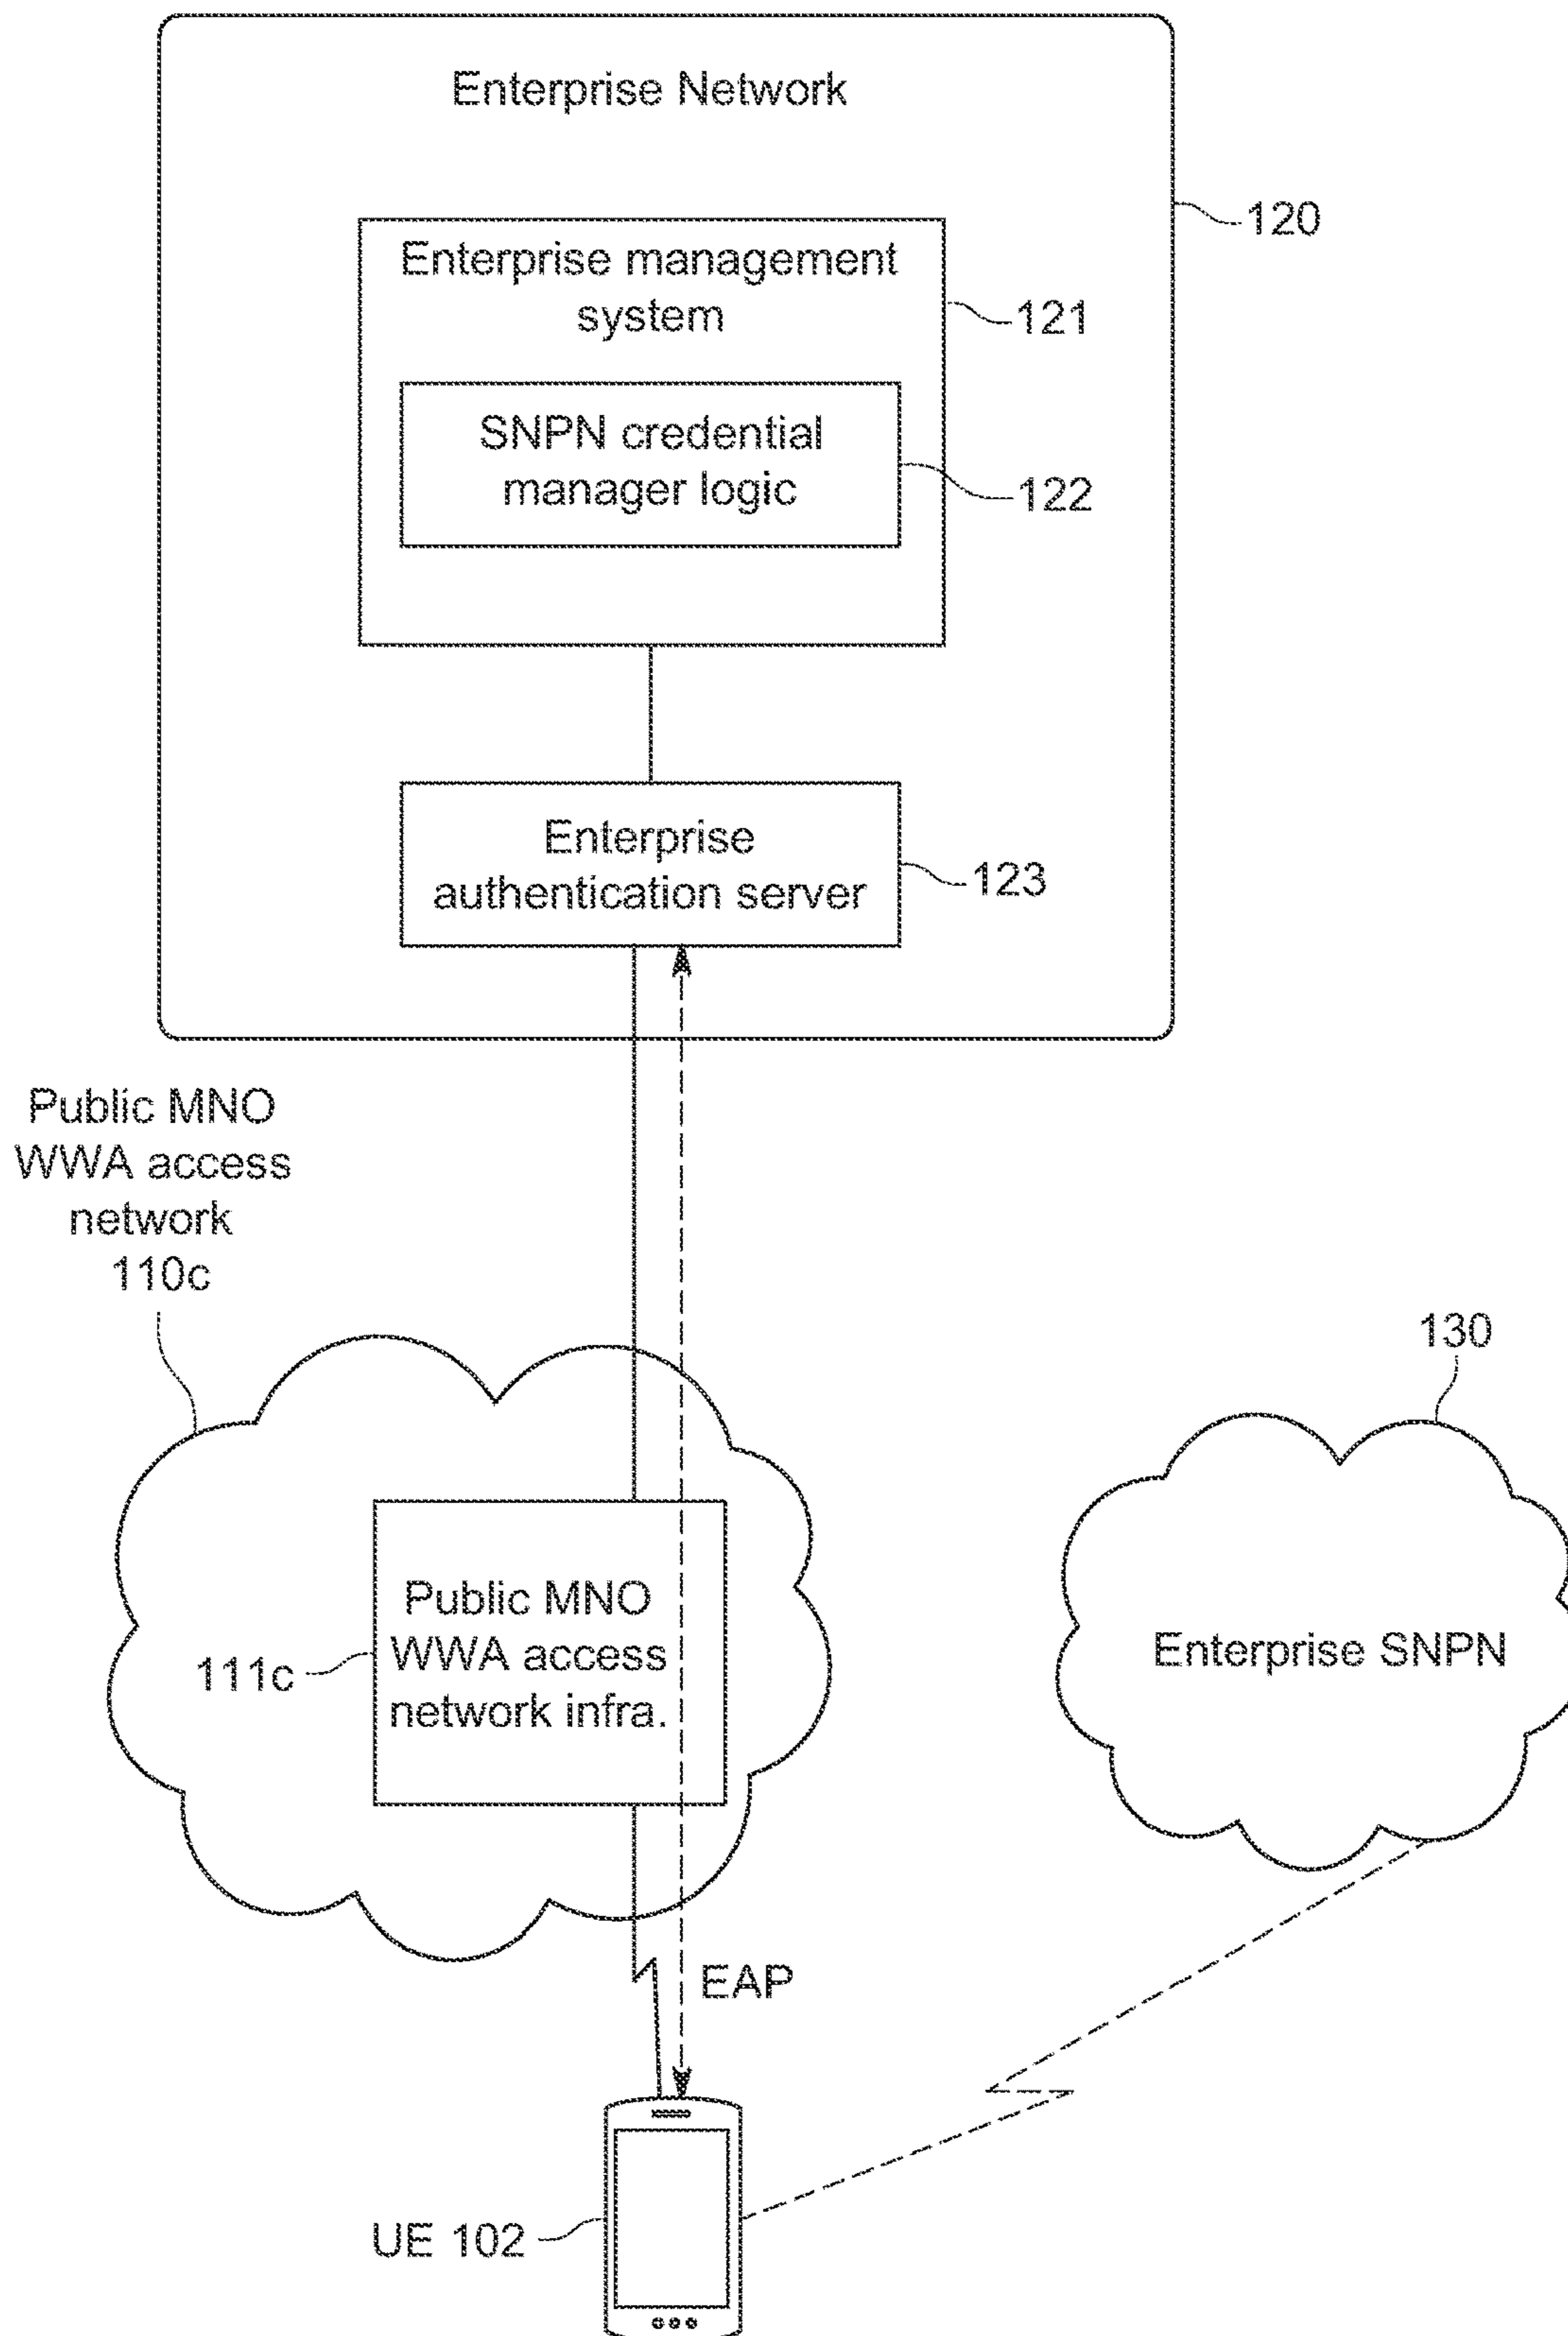 Enterprise Network
120
Enterprise management
system
121
SNPN credential
manager logic
122
Enterprise
authentication server
123
Public MNO
WWA access
network
110c
130
Public MNO
WWA access
network infra.
111c
Enterprise SNPN
EAP
UE 102